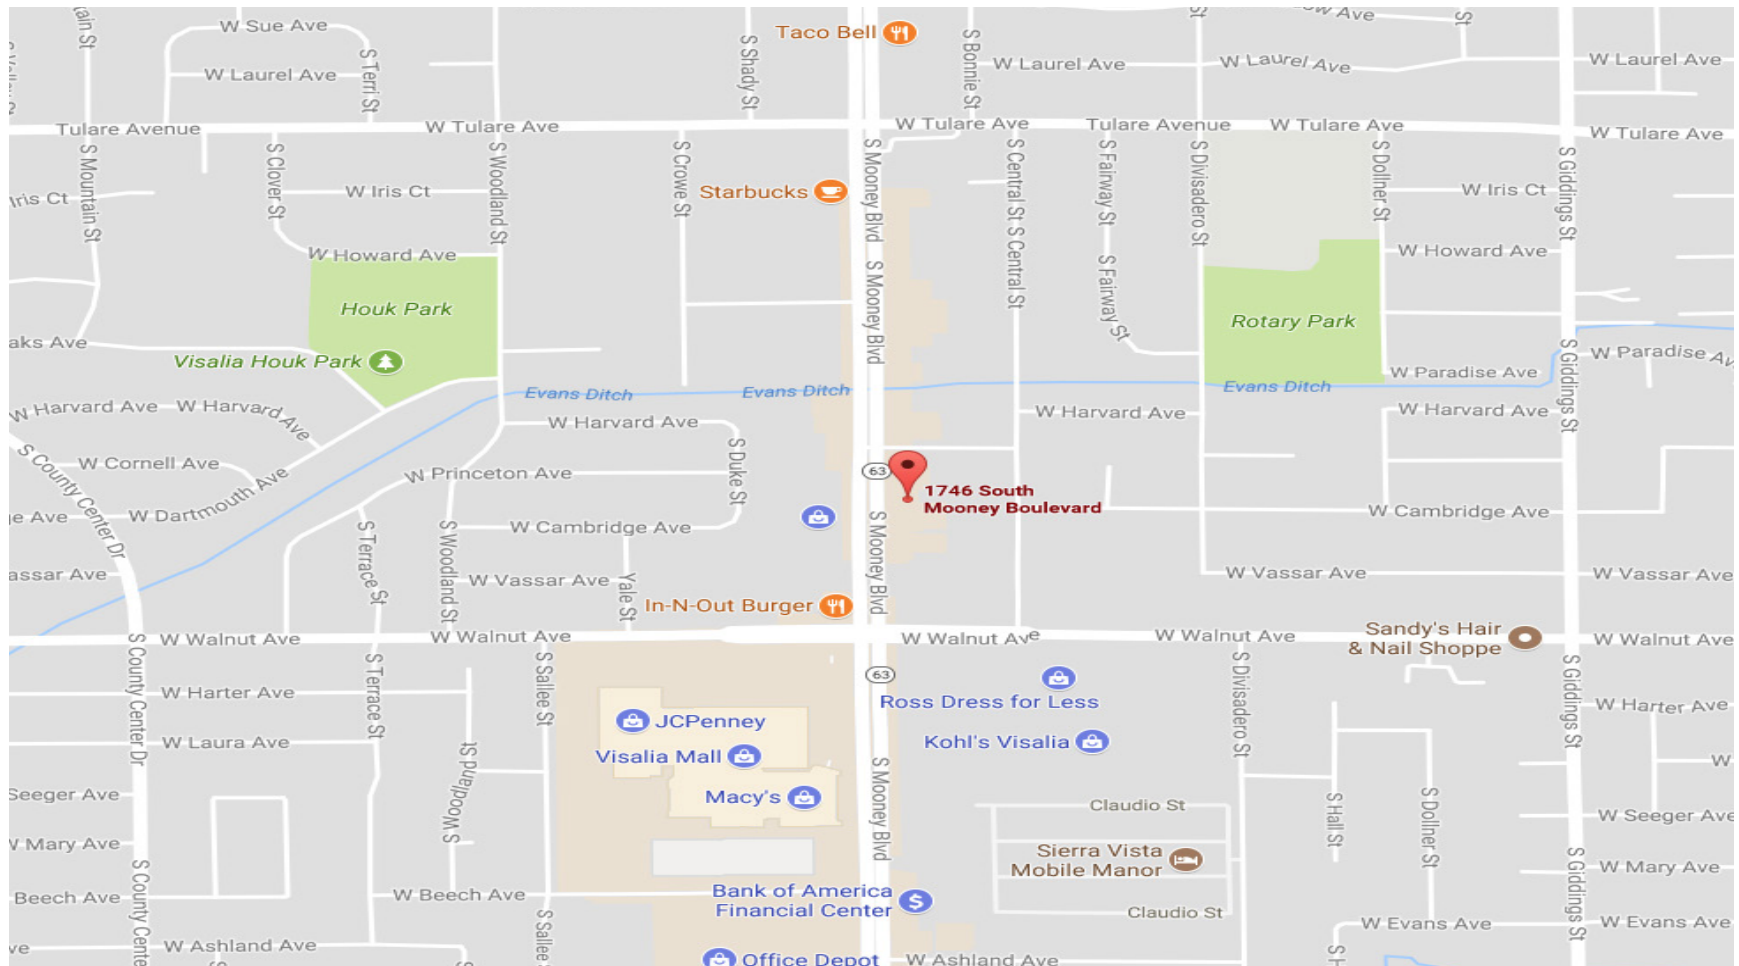 W Sue Ave
Taco Bell
S Terri St
S Shady St
S Bonnie St
W Laurel Ave
W Laurel Ave
W Laurel Ave
W Laurel Ave
Tulare Avenue
W Tulare Ave
W Tulare Ave
Tulare Avenue
W Tulare Ave
W Tulare Ave
S Mountain St
S Clover St
S Woodland St
S Crowe St
S Mooney Blvd
S Central St
S Fairway St
S Divisadero St
S Dollner St
S Giddings St
Iris Ct
W Iris Ct
Starbucks
W Iris Ct
W Howard Ave
S Mooney Blvd
S Central St
S Fairway St
W Howard Ave
Houk Park
Rotary Park
aks Ave
Visalia Houk Park
S Giddings St
W Paradise Av
W Paradise Ave
Evans Ditch
Evans Ditch
Evans Ditch
W Harvard Ave
W Harvard Ave
W Harvard Ave
W Harvard Ave
W Harvard Ave
S County Center Dr
W Cornell Ave
W Princeton Ave
S Duke St
63
1746 South
Mooney Boulevard
ge Ave
W Dartmouth Ave
W Cambridge Ave
W Cambridge Ave
S Terrace St
S Woodland St
S Mooney Blvd
assar Ave
W Vassar Ave
Yale St
W Vassar Ave
W Vassar Ave
In-N-Out Burger
W Walnut Ave
W Walnut Ave
W Walnut Ave
W Walnut Ave
Sandy's Hair
& Nail Shoppe
W Walnut Ave
S County Center Dr
S Terrace St
S Sallee St
63
S Divisadero St
S Giddings St
W Harter Ave
Ross Dress for Less
W Harter Ave
JCPenney
W Laura Ave
Visalia Mall
Kohl's Visalia
S Woodland St
S Mooney Blvd
W
Seeger Ave
Macy's
Claudio St
S Hall St
S Dollner St
W Seeger Ave
W Mary Ave
Sierra Vista
Mobile Manor
W Mary Ave
S County Cente
S Giddings St
Beech Ave
W Beech Ave
Bank of America
Financial Center
Claudio St
W Evans Ave
W Evans Ave
S Sallee
ve
W Ashland Ave
Office Depot
W Ashland Ave